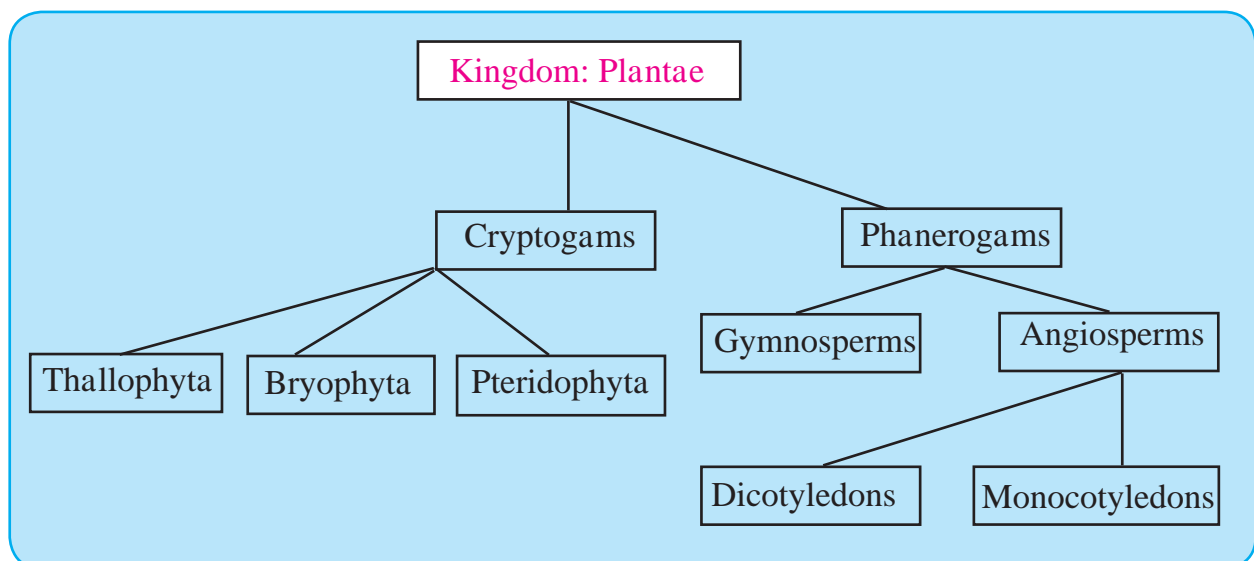 Kingdom: Plantae
Cryptogams
Phanerogams
Gymnosperms
Angiosperms
Thallophyta
Bryophyta
Pteridophyta
Dicotyledons
Monocotyledons